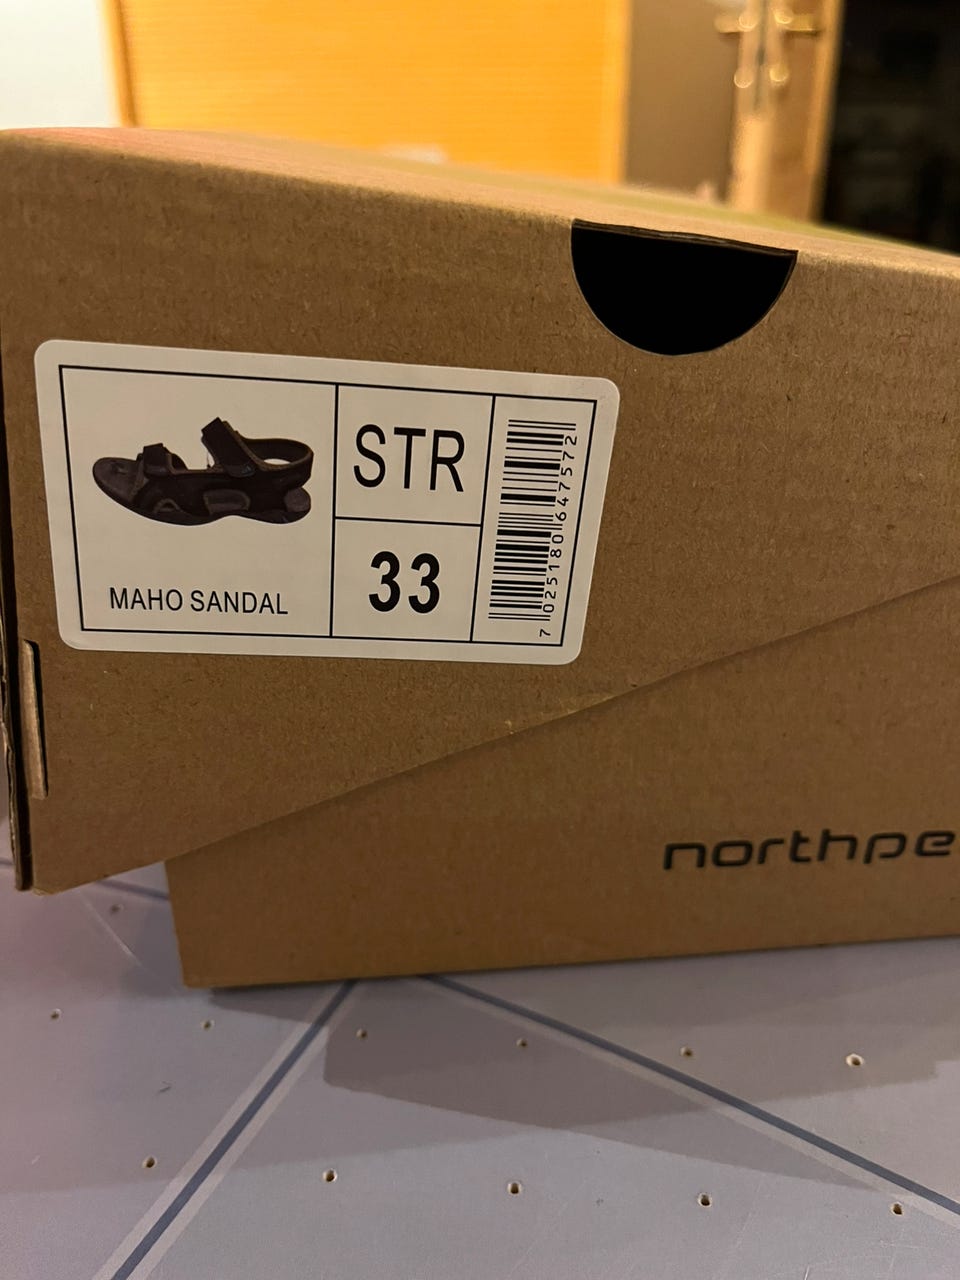 MAHO SANDAL
STR
33
7 025180 647572
northpe